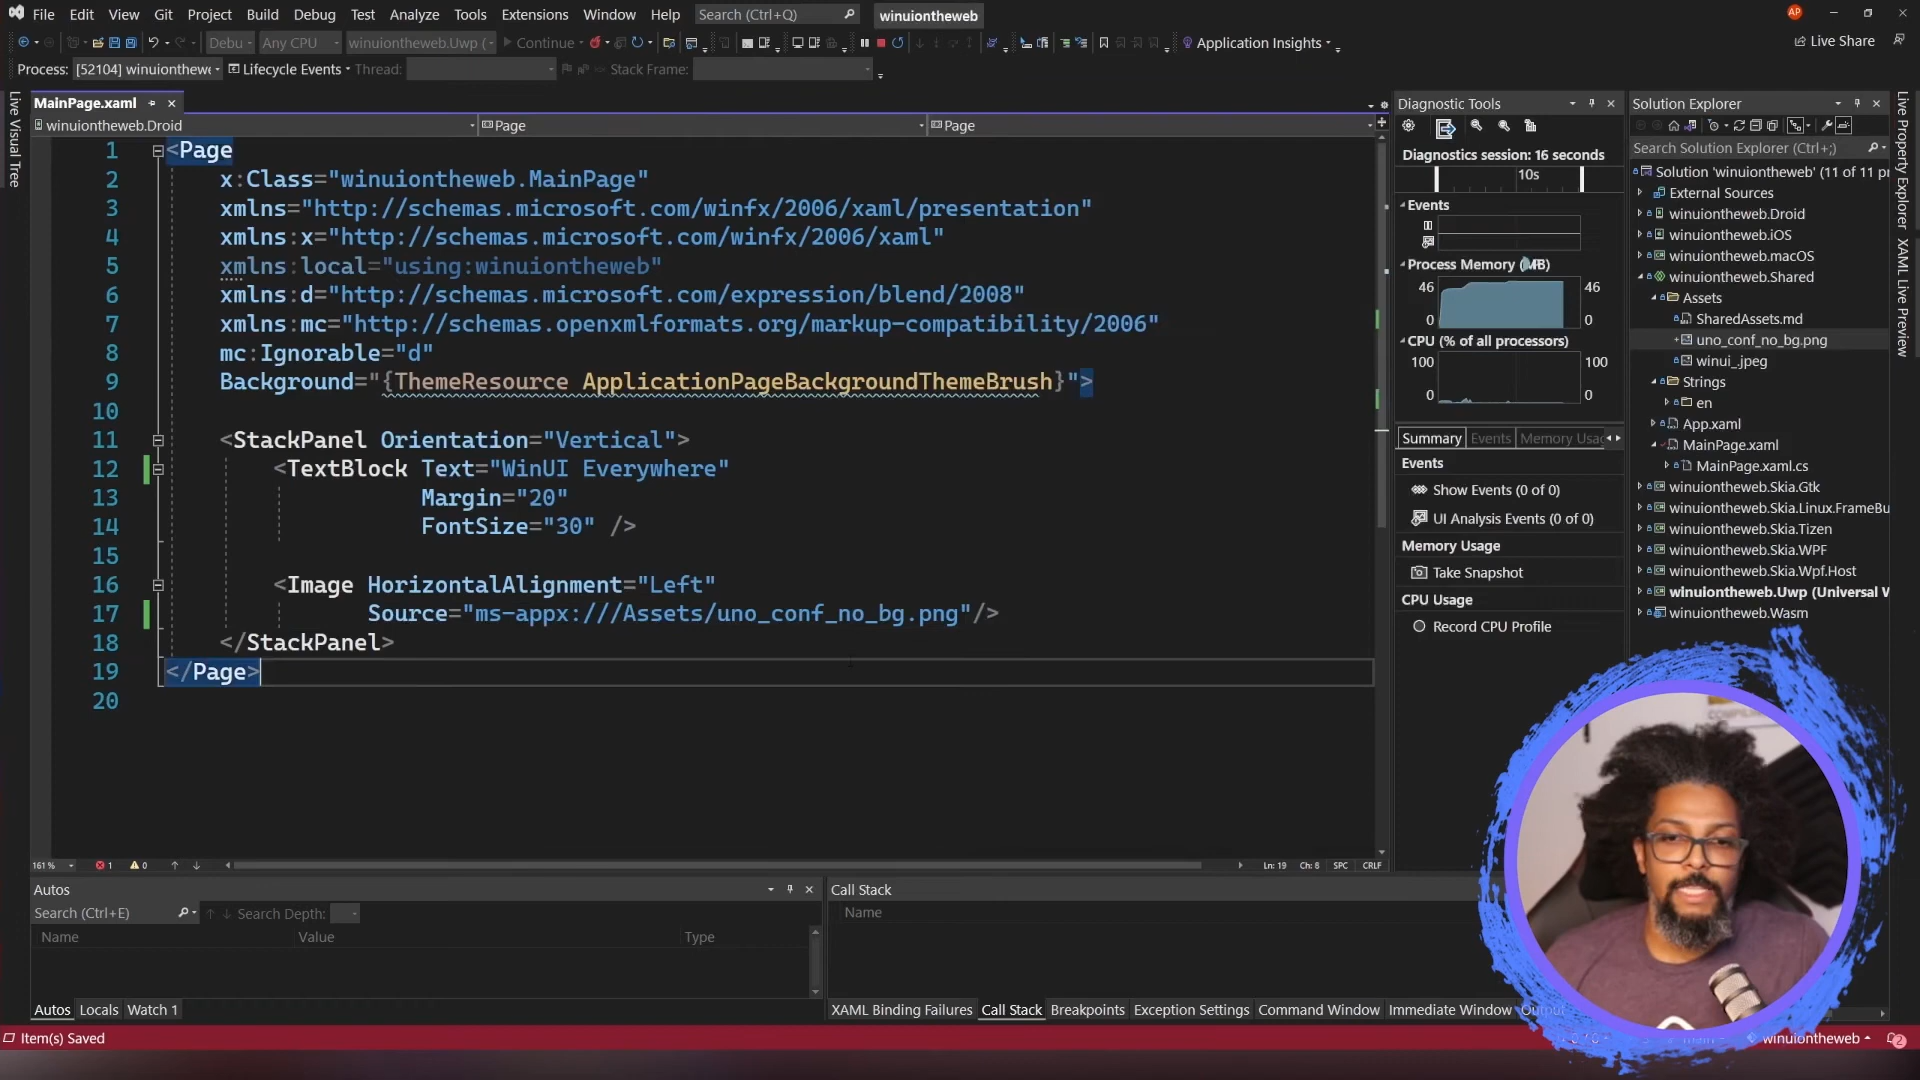 File Edit View Git Project Build Debug Test Analyze Tools Extensions Window Help Search (Ctrl+Q) winuiontheweb AP
Debu Any CPU winuiontheweb.Uwp ( Continue Application Insights Live Share
Process: [52104] winuionthewe Lifecycle Events Thread: Stack Frame:
Live Visual Tree
MainPage.xaml
winuiontheweb.Droid Page Page
1 <Page
2 x:Class="winuiontheweb.MainPage"
3 xmlns="http://schemas.microsoft.com/winfx/2006/xaml/presentation"
4 xmlns:x="http://schemas.microsoft.com/winfx/2006/xaml"
5 xmlns:local="using:winuiontheweb"
6 xmlns:d="http://schemas.microsoft.com/expression/blend/2008"
7 xmlns:mc="http://schemas.openxmlformats.org/markup-compatibility/2006"
8 mc:Ignorable="d"
9 Background="{ThemeResource ApplicationPageBackgroundThemeBrush}">
10
11 <StackPanel Orientation="Vertical">
12 <TextBlock Text="WinUI Everywhere"
13 Margin="20"
14 FontSize="30" />
15
16 <Image HorizontalAlignment="Left"
17 Source="ms-appx:///Assets/uno_conf_no_bg.png"/>
18 </StackPanel>
19 </Page>
20
161 % 1 0 Ln: 19 Ch: 8 SPC CRLF
Diagnostic Tools
Diagnostics session: 16 seconds
10s
Events
Process Memory (MB)
46 46
0 0
CPU (% of all processors)
100 100
0 0
Summary Events Memory Usag
Events
Show Events (0 of 0)
UI Analysis Events (0 of 0)
Memory Usage
Take Snapshot
CPU Usage
Record CPU Profile
Solution Explorer
Search Solution Explorer (Ctrl+;)
Solution 'winuiontheweb' (11 of 11 pr
External Sources
winuiontheweb.Droid
winuiontheweb.iOS
winuiontheweb.macOS
winuiontheweb.Shared
Assets
SharedAssets.md
uno_conf_no_bg.png
winui_.jpeg
Strings
en
App.xaml
MainPage.xaml
MainPage.xaml.cs
winuiontheweb.Skia.Gtk
winuiontheweb.Skia.Linux.FrameBu
winuiontheweb.Skia.Tizen
winuiontheweb.Skia.WPF
winuiontheweb.Skia.Wpf.Host
winuiontheweb.Uwp (Universal W
winuiontheweb.Wasm
Live Property Explorer
XAML Live Preview
Autos
Search (Ctrl+E) Search Depth:
Name Value Type
Autos Locals Watch 1
Call Stack
Name
XAML Binding Failures Call Stack Breakpoints Exception Settings Command Window Immediate Window Output
Item(s) Saved winuiontheweb 2